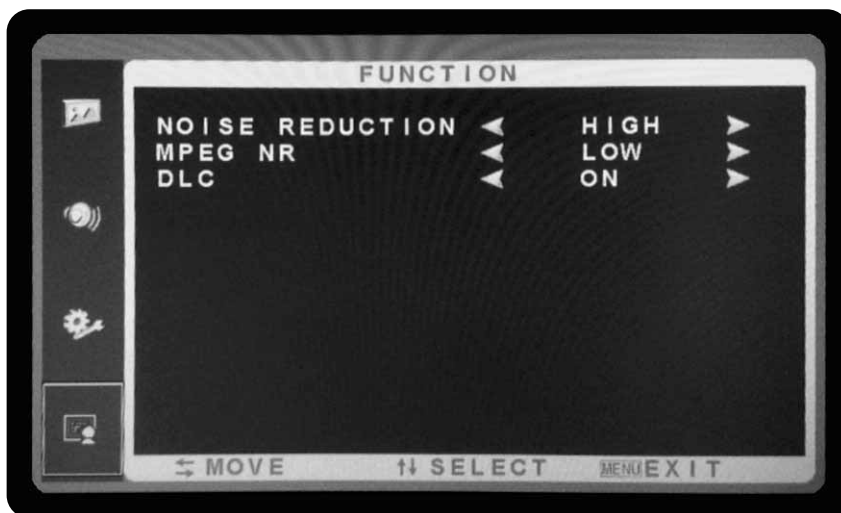 FUNCTION
NOISE REDUCTION HIGH
MPEG NR LOW
DLC ON
MOVE SELECT MENU EXIT